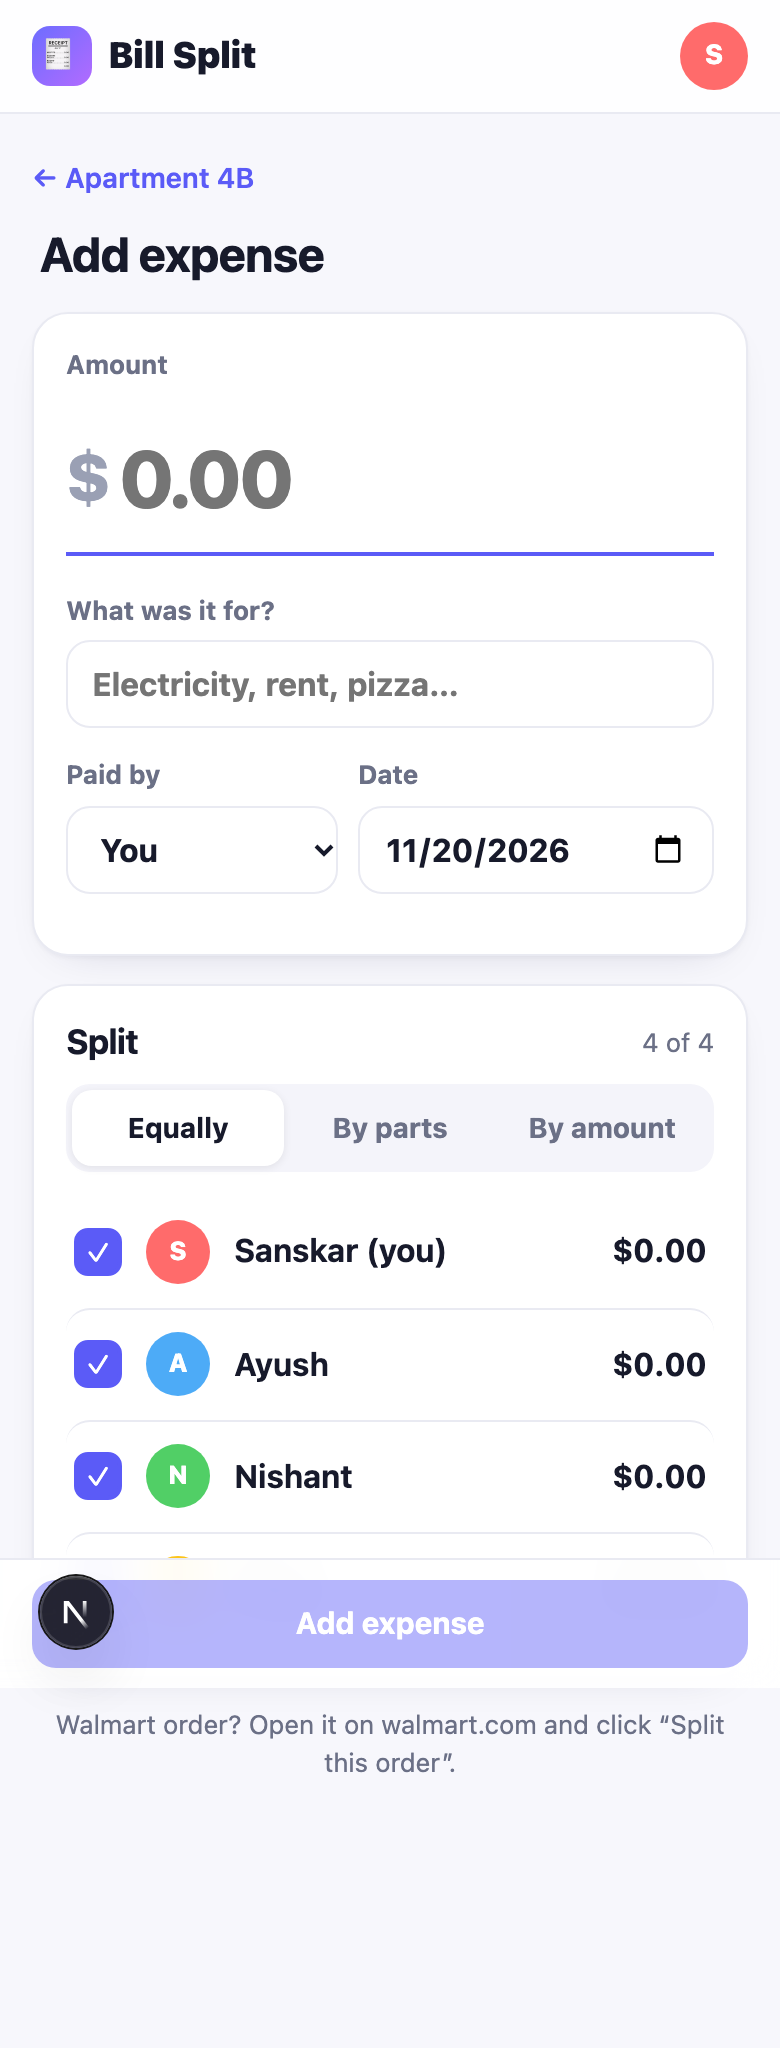 Bill Split
S
← Apartment 4B
Add expense
Amount
$ 0.00
What was it for?
Electricity, rent, pizza...
Paid by
Date
You
11/20/2026
Split
4 of 4
Equally
By parts
By amount
S
Sanskar (you)
$0.00
A
Ayush
$0.00
N
Nishant
$0.00
N
Add expense
Walmart order? Open it on walmart.com and click “Split
this order”.